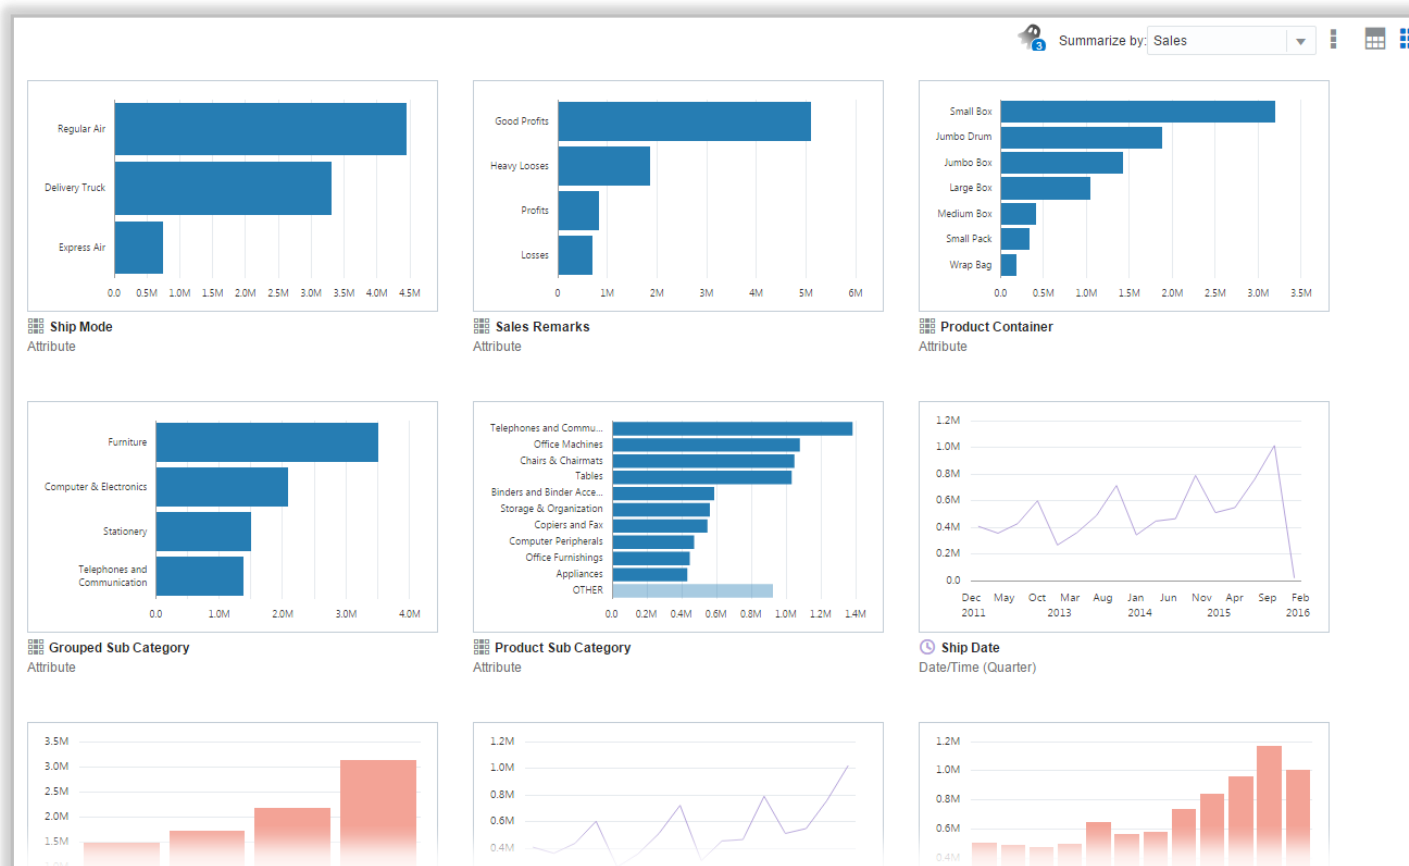 3
Summarize by: Sales
Regular Air
Delivery Truck
Express Air
0.0 0.5M 1.0M 1.5M 2.0M 2.5M 3.0M 3.5M 4.0M 4.5M
Ship Mode
Attribute
Good Profits
Heavy Looses
Profits
Losses
0 1M 2M 3M 4M 5M 6M
Sales Remarks
Attribute
Small Box
Jumbo Drum
Jumbo Box
Large Box
Medium Box
Small Pack
Wrap Bag
0.0 0.5M 1.0M 1.5M 2.0M 2.5M 3.0M 3.5M
Product Container
Attribute
Furniture
Computer & Electronics
Stationery
Telephones and
Communication
0.0 1.0M 2.0M 3.0M 4.0M
Grouped Sub Category
Attribute
Telephones and Commu...
Office Machines
Chairs & Chairmats
Tables
Binders and Binder Acce...
Storage & Organization
Copiers and Fax
Computer Peripherals
Office Furnishings
Appliances
OTHER
0.0 0.2M 0.4M 0.6M 0.8M 1.0M 1.2M 1.4M
Product Sub Category
Attribute
1.2M
1.0M
0.8M
0.6M
0.4M
0.2M
0.0
Dec May Oct Mar Aug Jan Jun Nov Apr Sep Feb
2011 2013 2014 2015 2016
Ship Date
Date/Time (Quarter)
3.5M
3.0M
2.5M
2.0M
1.5M
1.0M
1.2M
1.0M
0.8M
0.6M
0.4M
1.2M
1.0M
0.8M
0.6M
0.4M